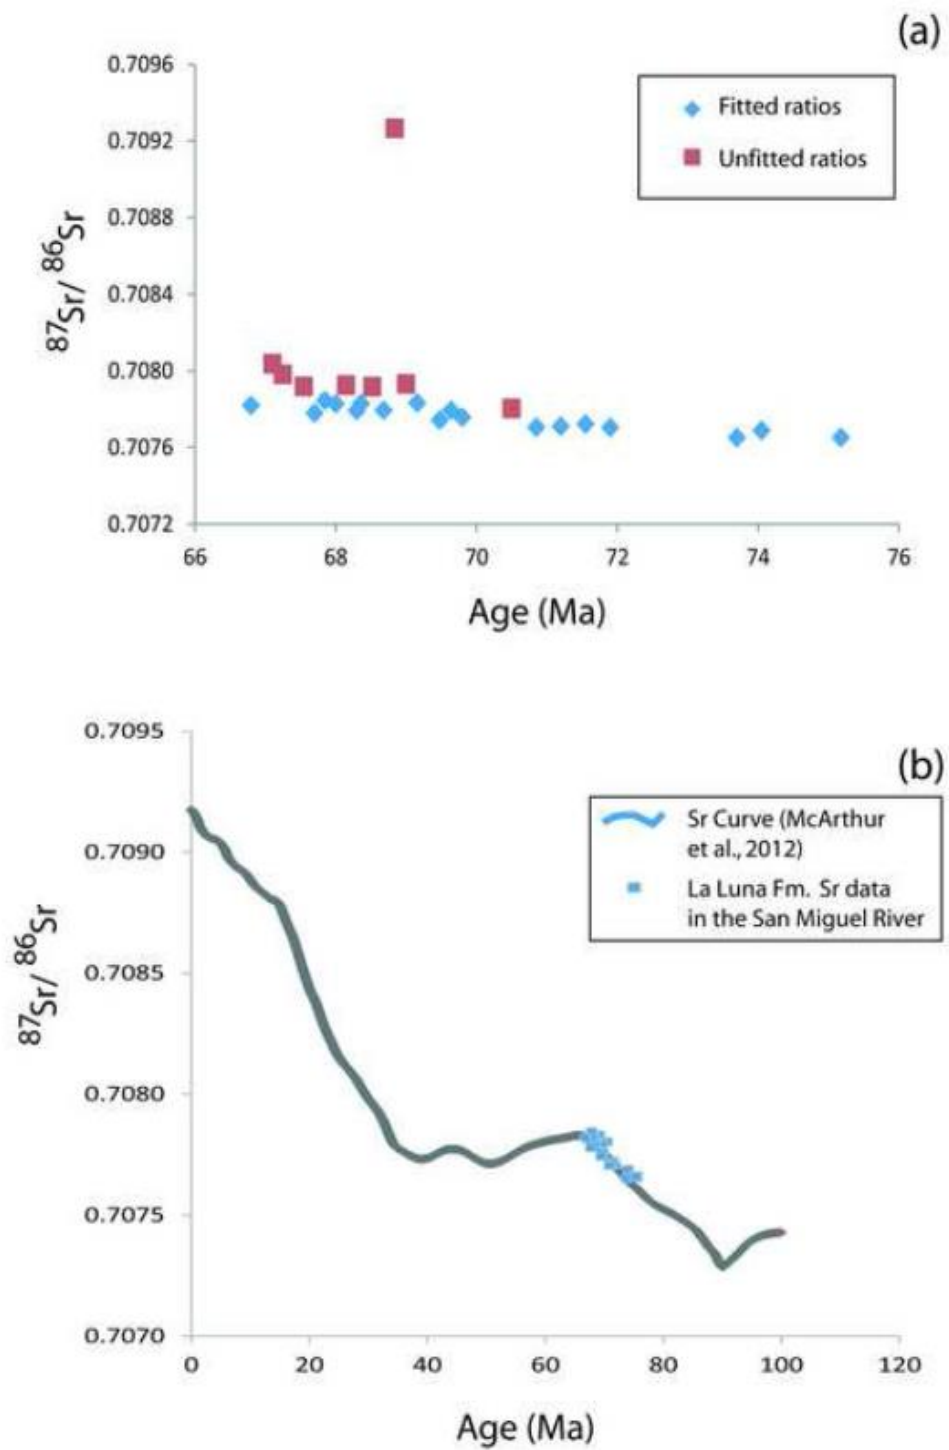 (a)
0.7096
0.7092
0.7088
0.7084
0.7080
0.7076
0.7072
87Sr/ 86Sr
Fitted ratios
Unfitted ratios
66 68 70 72 74 76
Age (Ma)
(b)
0.7095
0.7090
0.7085
0.7080
0.7075
0.7070
87Sr/ 86Sr
Sr Curve (McArthur
et al., 2012)
La Luna Fm. Sr data
in the San Miguel River
0 20 40 60 80 100 120
Age (Ma)